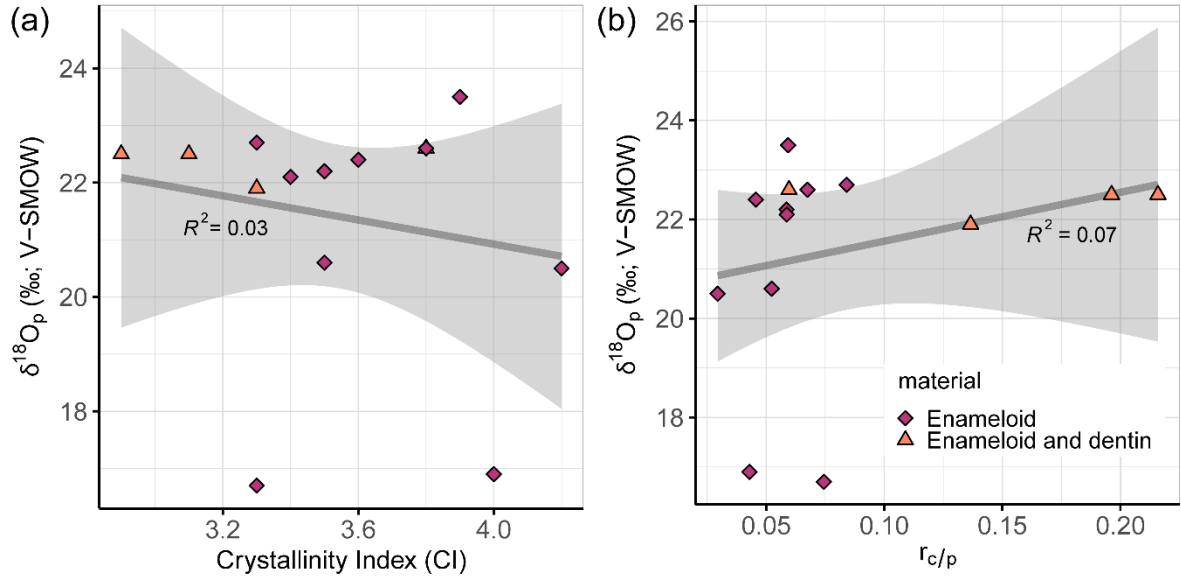 (a)
24
22
20
18
δ¹⁸Oₚ (‰; V−SMOW)
R² = 0.03
3.2 3.6 4.0
Crystallinity Index (CI)
(b)
26
24
22
20
18
δ¹⁸Oₚ (‰; V−SMOW)
R² = 0.07
material
Enameloid
Enameloid and dentin
0.05 0.10 0.15 0.20
r c/p